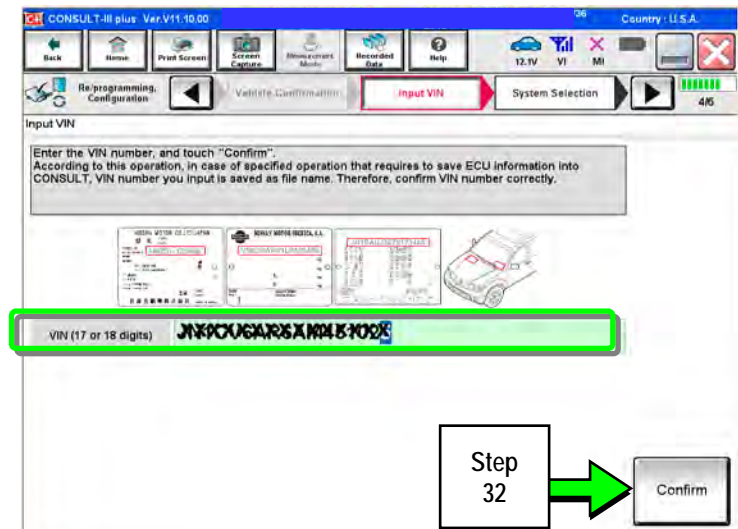 CONSULT-III plus Ver.V11.10.00
'36
Country : U.S.A.
Back
Home
Print Screen
Screen Capture
Measurement Mode
Recorded Data
Help
12.1V
VI
MI
Re/programming, Configuration
Vehicle Confirmation
Input VIN
System Selection
4/6
Input VIN
Enter the VIN number, and touch "Confirm".
According to this operation, in case of specified operation that requires to save ECU information into
CONSULT, VIN number you input is saved as file name. Therefore, confirm VIN number correctly.
VIN (17 or 18 digits)
Step
32
Confirm